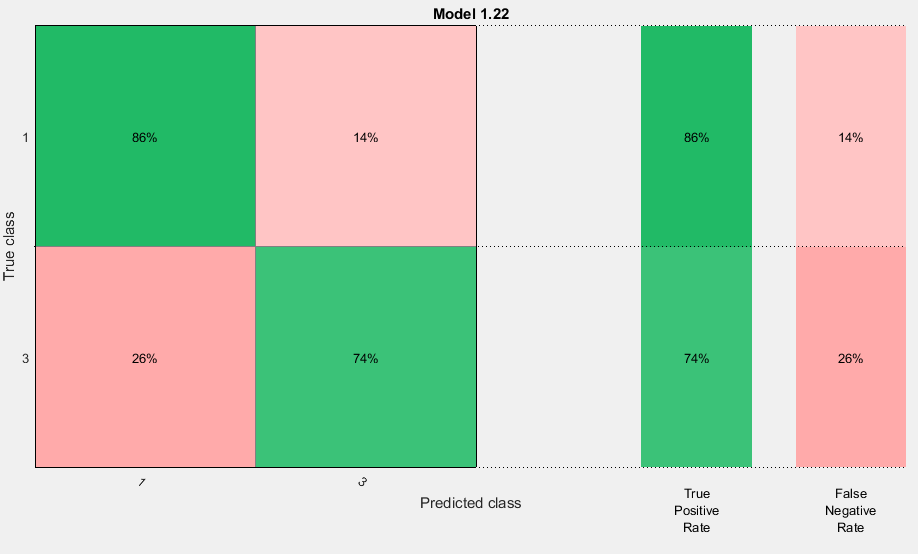 Model 1.22
1
86%
14%
86%
14%
True class
3
26%
74%
74%
26%
1
3
Predicted class
True
Positive
Rate
False
Negative
Rate